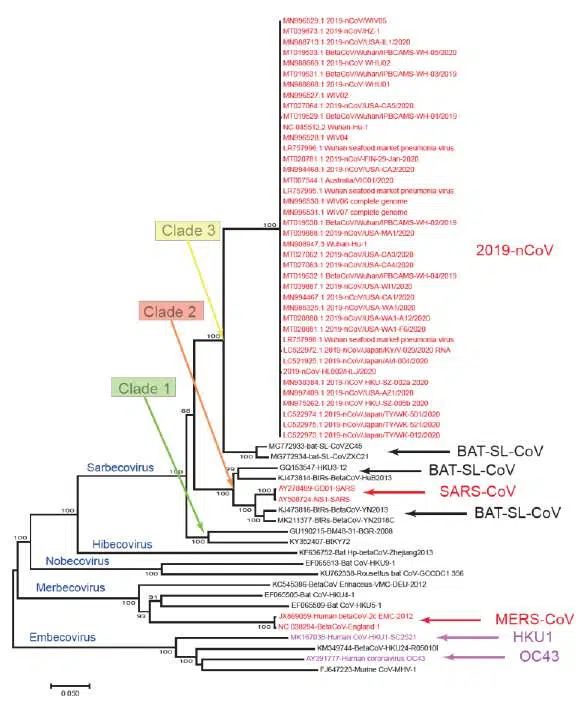 MN996529.1 2019-nCoV/WIV05
MT039873.1 2019-nCoV/HZ-1
MN988713.1 2019-nCoV/USA-IL1/2020
MT019533.1 BetaCoV/Wuhan/IPBCAMS-WH-05/2020
MN988669.1 2019-nCoV WHU02
MT019531.1 BetaCoV/Wuhan/IPBCAMS-WH-03/2019
MN988668.1 2019-nCoV WHU01
MN996527.1 WIV02
MT027064.1 2019-nCoV/USA-CA5/2020
MT019529.1 BetaCoV/Wuhan/IPBCAMS-WH-01/2019
NC 045512.2 Wuhan-Hu-1
MN996528.1 WIV04
LR757996.1 Wuhan seafood market pneumonia virus
MT020781.1 2019-nCoV-FIN-29-Jan-2020
MN994468.1 2019-nCoV/USA-CA2/2020
MT007544.1 Australia/VIC01/2020
LR757995.1 Wuhan seafood market pneumonia virus
MN996530.1 WIV06 complete genome
MN996531.1 WIV07 complete genome
MT019530.1 BetaCoV/Wuhan/IPBCAMS-WH-02/2019
Clade 3
MT039888.1 2019-nCoV/USA-MA1/2020
MN908947.3 Wuhan-Hu-1
2019-nCoV
MT027062.1 2019-nCoV/USA-CA3/2020
MT027063.1 2019-nCoV/USA-CA4/2020
MT019532.1 BetaCoV/Wuhan/IPBCAMS-WH-04/2019
MT039887.1 2019-nCoV/USA-WI1/2020
MN994467.1 2019-nCoV/USA-CA1/2020
MN985325.1 2019-nCoV/USA-WA1/2020
Clade 2
MT020880.1 2019-nCoV/USA-WA1-A12/2020
MT020881.1 2019-nCoV/USA-WA1-F6/2020
LR757998.1 Wuhan seafood market pneumonia virus
LC522972.1 2019-nCoV/Japan/KY/V-029/2020 RNA
LC521925.1 2019-nCoV/Japan/AI/I-004/2020
2019-nCoV
MN938384.1 2019-nCoV HKU-SZ-002a 2020
Clade 1
MN997409.1 2019-nCoV/USA-AZ1/2020
MN975262.1 2019-nCoV HKU-SZ-005b 2020
LC522974.1 2019-nCoV/Japan/TY/WK-501/2020
LC522975.1 2019-nCoV/Japan/TY/WK-521/2020
LC522973.1 2019-nCoV/Japan/TY/WK-012/2020
100
100
88
MG772933-bat-SL-CoVZC45
BAT-SL-CoV
MG772934-bat-SL-CoVZXC21
100
100
Sarbecovirus
79
GQ153547-HKU3-12
BAT-SL-CoV
KJ473814-BtRs-BetaCoV-HuB2013
100
AY278489-GD01-SARS
SARS-CoV
AY508724-NS1-SARS
100
100
KJ473816-BtRs-BetaCoV-YN2013
BAT-SL-CoV
MK211377-BtRs-BetaCoV-YN2018C
GU190215-BM48-31-BGR-2008
100
KY352407-BtKY72
100
Hibecovirus
KF636752-Bat Hp-betaCoV-Zhejiang2013
Nobecovirus
EF065513-Bat CoV-HKU9-1
100
KU762338-Rousettus bat CoV-GCCDC1 356
Merbecovirus
KC545386-BetaCoV Erinaceus-VMC-DEU-2012
100
EF065505-Bat CoV-HKU4-1
91
EF065509-Bat CoV-HKU5-1
93
JX869059-Human betaCoV-2c EMC-2012
MERS-CoV
100
NC 038294-BetaCoV-England 1
Embecovirus
MK167038-Human CoV-HKU1-SC2521
HKU1
100
KM349744-BetaCoV-HKU24-R05010I
100
AY391777-Human coronavirus OC43
OC43
100
FJ647223-Murine CoV-MHV-1
0.050